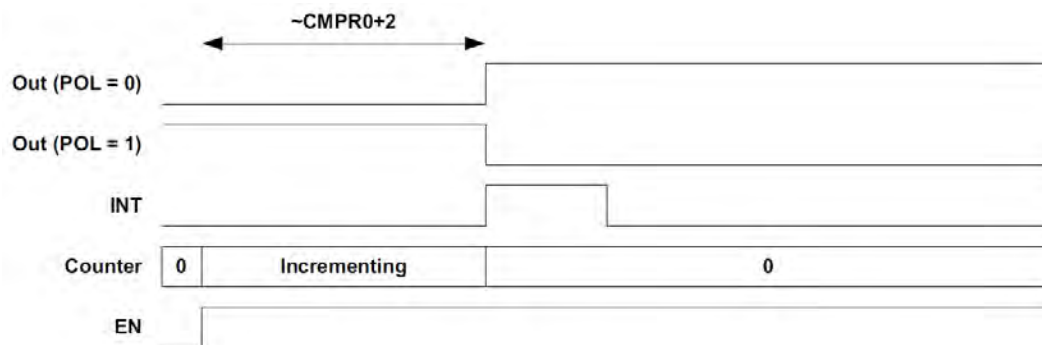 ~CMPR0+2
Out (POL = 0)
Out (POL = 1)
INT
Counter 0 Incrementing 0
EN